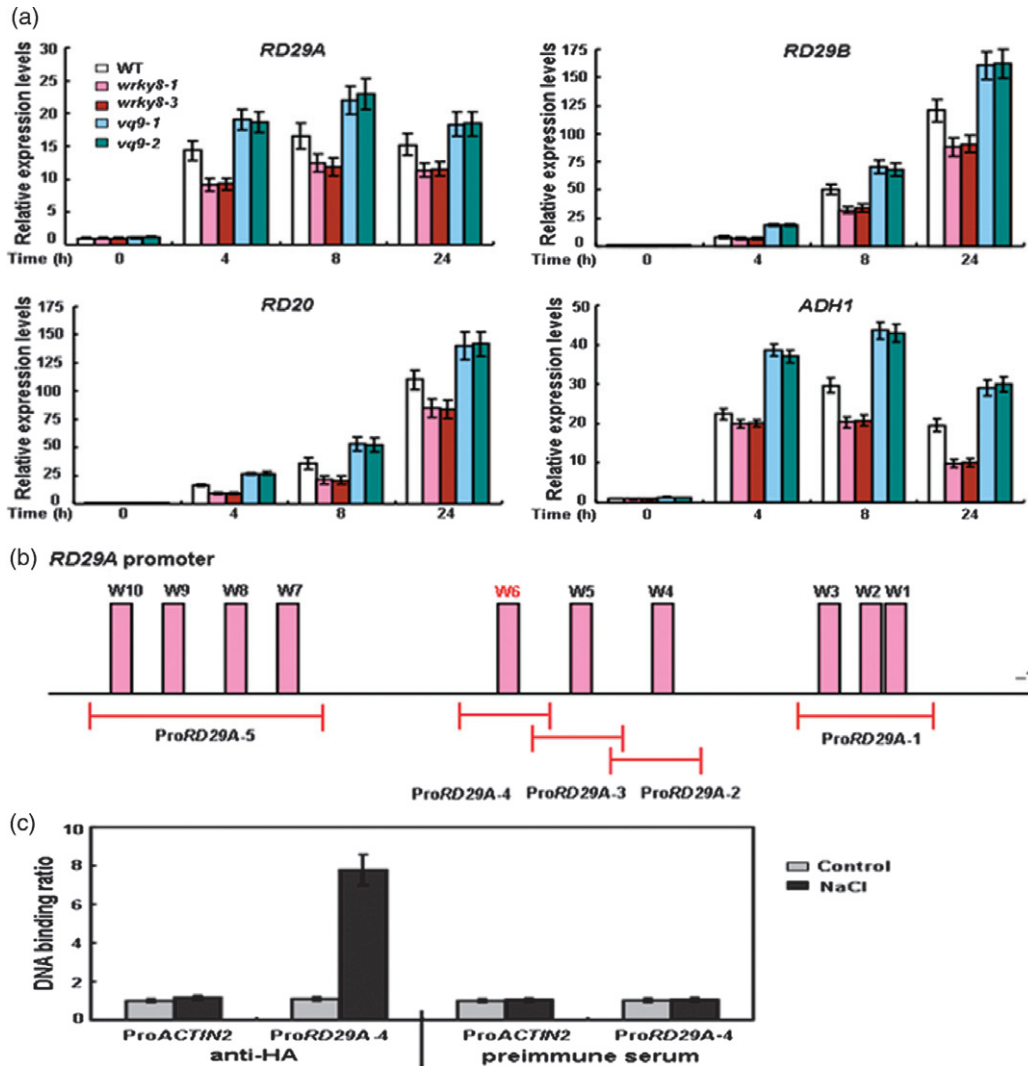 (a)
RD29A
Relative expression levels
30
25
20
15
10
5
0
WT
wrky8-1
wrky8-3
vq9-1
vq9-2
Time (h) 0 4 8 24
RD29B
Relative expression levels
175
150
125
100
75
50
25
0
Time (h) 0 4 8 24
RD20
Relative expression levels
175
150
125
100
75
50
25
0
Time (h) 0 4 8 24
ADH1
Relative expression levels
50
40
30
20
10
0
Time (h) 0 4 8 24
(b) RD29A promoter
W10 W9 W8 W7 W6 W5 W4 W3 W2 W1
ProRD29A-5 ProRD29A-1
ProRD29A-4 ProRD29A-3 ProRD29A-2
(c)
DNA binding ratio
10
8
6
4
2
0
Control
NaCl
ProACTIN2 ProRD29A-4 ProACTIN2 ProRD29A-4
anti-HA preimmune serum